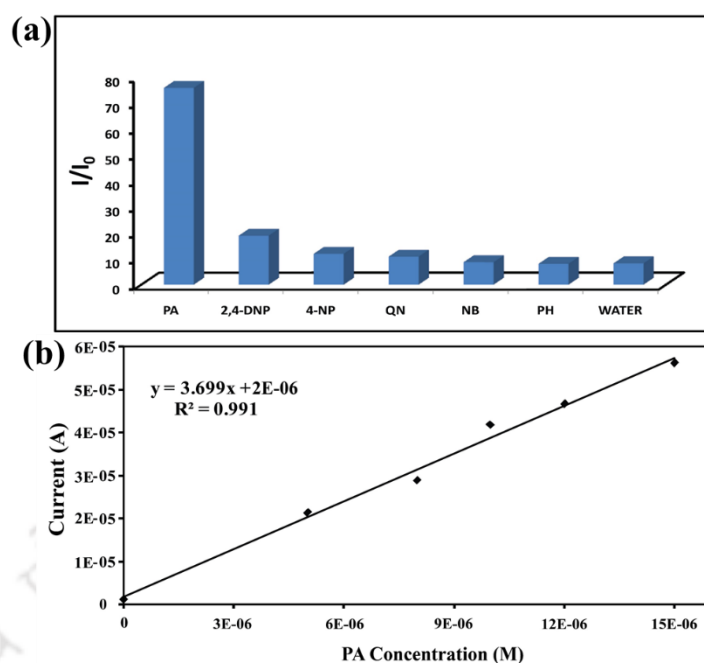 (a)
80
70
60
50
40
30
20
10
0
I/I0
PA 2,4-DNP 4-NP QN NB PH WATER
(b)
6E-05
5E-05
4E-05
3E-05
2E-05
1E-05
0
Current (A)
y = 3.699x +2E-06
R² = 0.991
0 3E-06 6E-06 9E-06 12E-06 15E-06
PA Concentration (M)